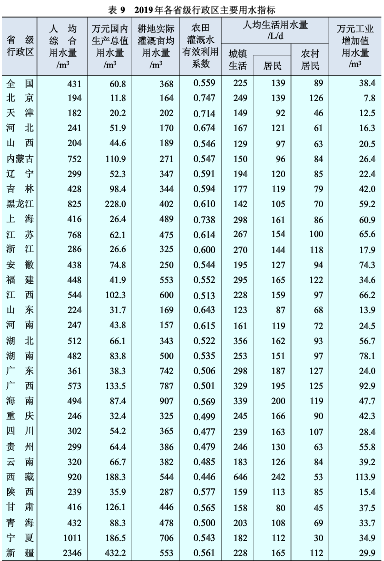 表 9 2019年各省级行政区主要用水指标
省 级 行政区 人 均 综 合 用水量 /m³ 万元国内 生产总值 用水量 /m³ 耕地实际 灌溉亩均 用水量 /m³ 农田 灌溉水 有效利用 系数 人均生活用水量 /L/d 城镇 生活 居民 农村 居民 万元工业 增加值 用水量 /m³
全 国 431 60.8 368 0.559 225 139 89 38.4
北 京 194 11.8 164 0.747 249 139 126 7.8
天 津 182 20.2 202 0.714 149 92 46 12.5
河 北 241 51.9 170 0.674 167 121 61 16.3
山 西 204 44.6 189 0.546 129 97 63 20.5
内蒙古 752 110.9 271 0.547 150 96 84 26.4
辽 宁 299 52.3 347 0.591 194 120 85 22.4
吉 林 428 98.4 344 0.594 177 119 79 42.0
黑龙江 825 228.0 402 0.610 142 105 70 59.2
上 海 416 26.4 489 0.738 298 161 86 60.9
江 苏 768 62.1 475 0.614 267 154 100 65.6
浙 江 286 26.6 325 0.600 270 144 118 17.9
安 徽 438 74.8 250 0.544 195 127 94 74.3
福 建 448 41.9 553 0.552 295 165 122 34.6
江 西 544 102.3 600 0.513 228 159 97 66.2
山 东 224 31.7 169 0.643 123 87 68 13.9
河 南 247 43.8 157 0.615 161 119 72 24.5
湖 北 512 66.1 343 0.522 356 162 93 56.7
湖 南 482 83.8 500 0.535 253 151 97 78.1
广 东 361 38.3 742 0.506 298 187 127 24.0
广 西 573 133.5 787 0.501 329 195 125 92.9
海 南 494 87.4 907 0.569 339 200 119 47.7
重 庆 246 32.4 325 0.499 245 166 90 42.3
四 川 302 54.2 365 0.477 239 163 107 28.4
贵 州 299 64.4 386 0.479 246 130 63 55.8
云 南 320 66.7 382 0.485 183 126 84 39.2
西 藏 920 188.3 544 0.446 646 242 53 113.9
陕 西 239 35.9 287 0.577 159 113 85 15.4
甘 肃 416 126.1 446 0.565 158 80 45 37.5
青 海 432 88.3 478 0.500 203 108 69 33.7
宁 夏 1011 186.5 706 0.543 182 112 30 34.9
新 疆 2346 432.2 553 0.561 228 165 112 29.9